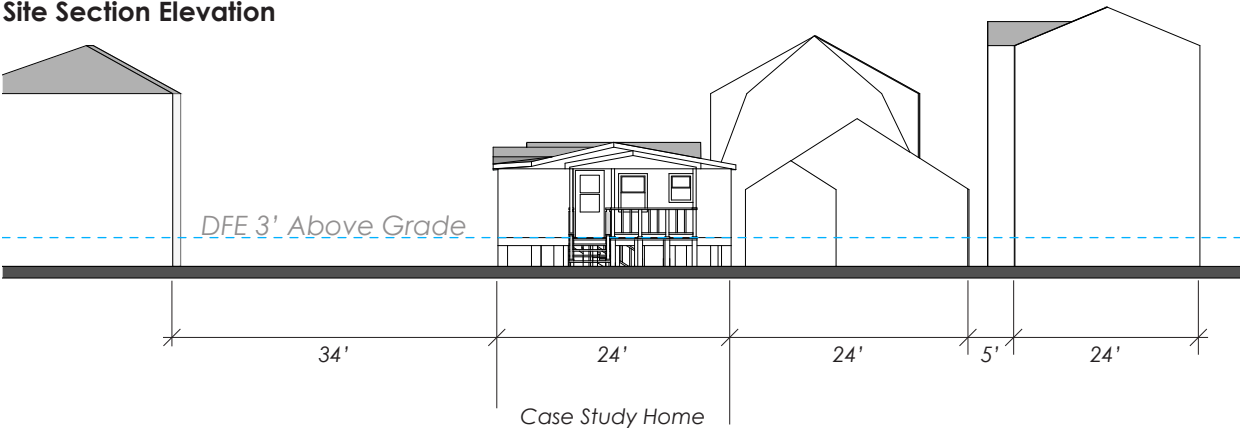 Site Section Elevation
DFE 3’ Above Grade
34’
24’
24’
5’
24’
Case Study Home